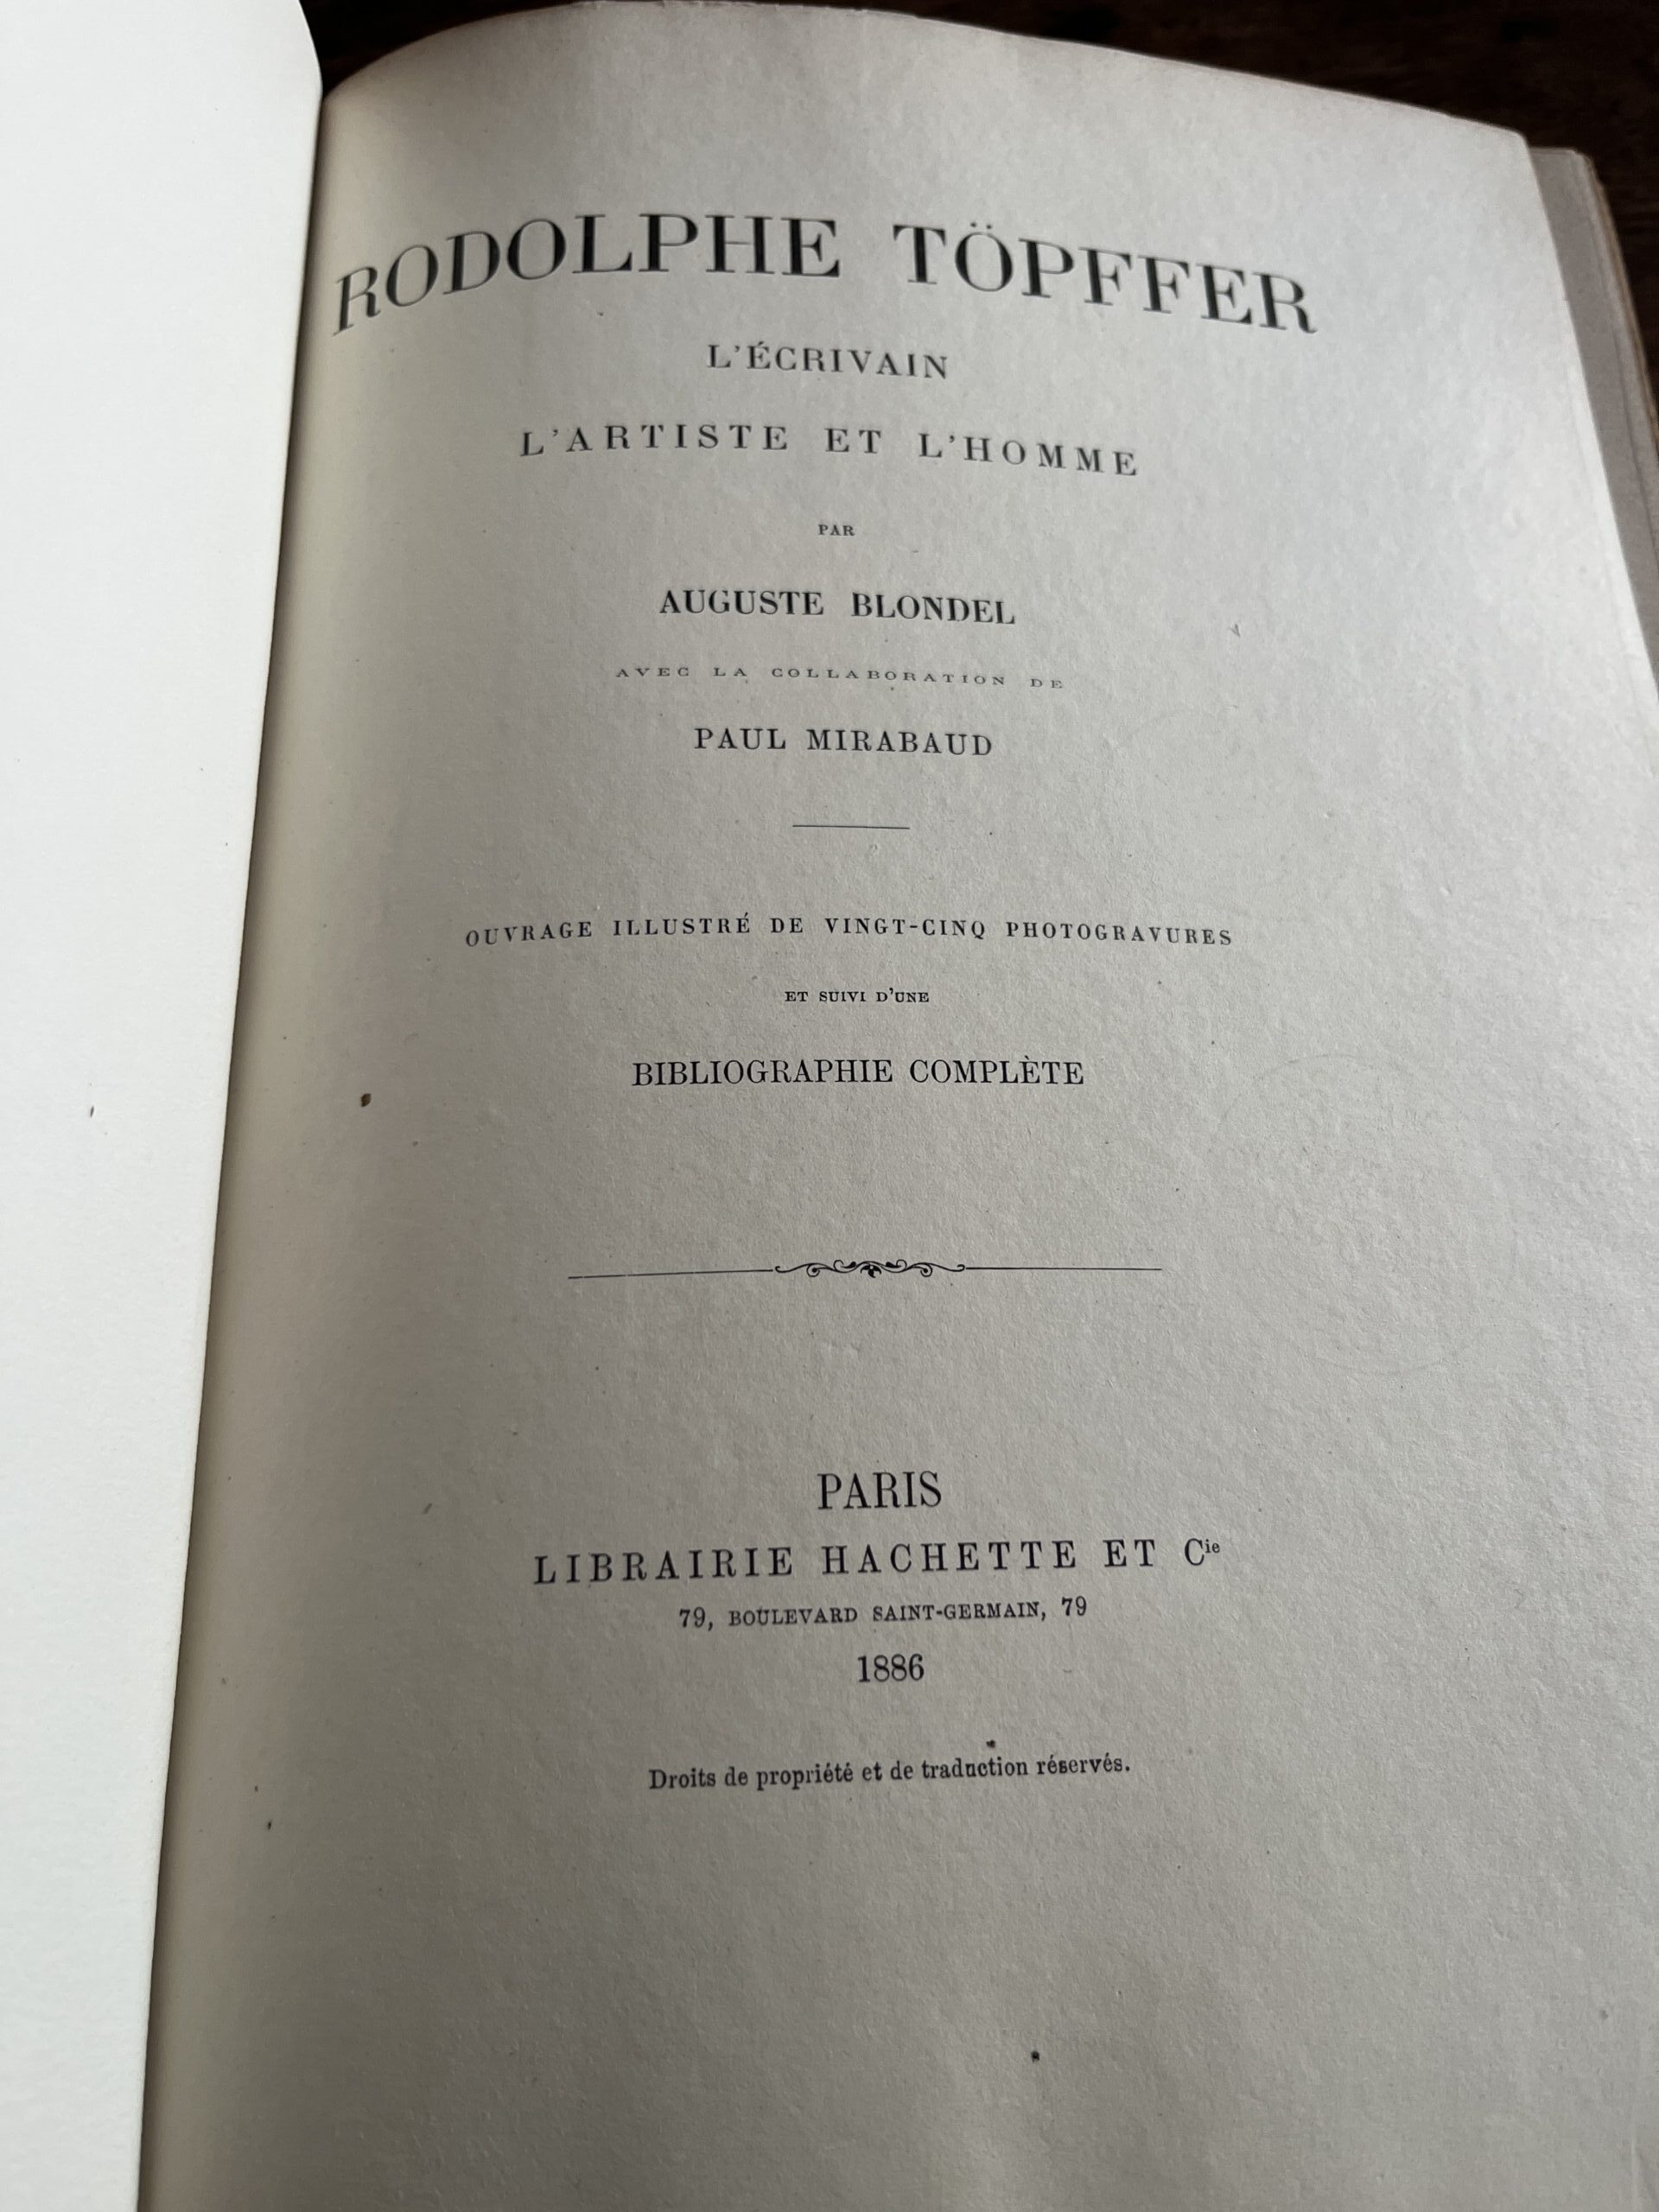 RODOLPHE TÖPFFER
L'ÉCRIVAIN
L'ARTISTE ET L'HOMME
PAR
AUGUSTE BLONDEL
AVEC LA COLLABORATION DE
PAUL MIRABAUD
OUVRAGE ILLUSTRÉ DE VINGT-CINQ PHOTOGRAVURES
ET SUIVI D'UNE
BIBLIOGRAPHIE COMPLÈTE
PARIS
LIBRAIRIE HACHETTE ET Cie
79, BOULEVARD SAINT-GERMAIN, 79
1886
Droits de propriété et de traduction réservés.